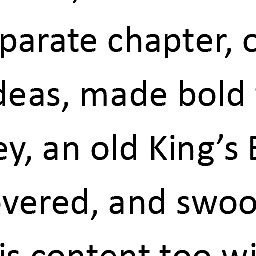 parate chapter, c
deas, made bold
ey, an old King’s E
vered, and swoo
is content too wi